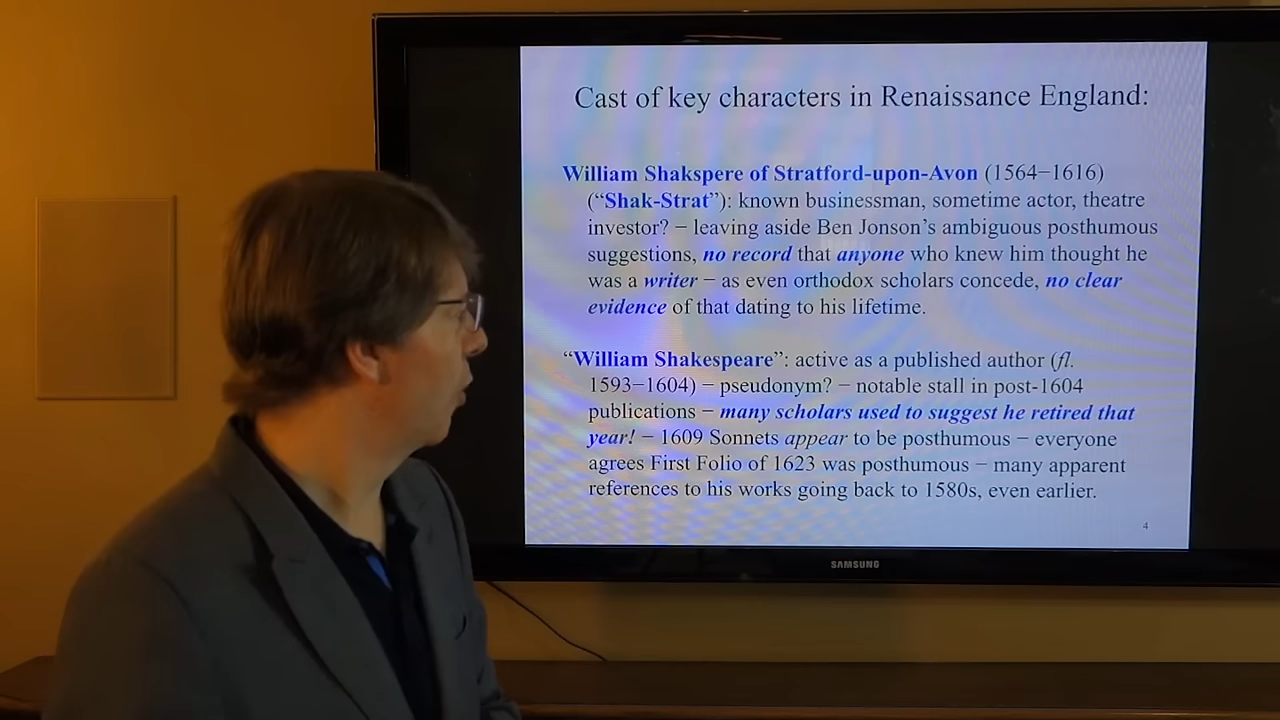 Cast of key characters in Renaissance England:
William Shakspere of Stratford-upon-Avon (1564−1616)
(“Shak-Strat”): known businessman, sometime actor, theatre
investor? − leaving aside Ben Jonson’s ambiguous posthumous
suggestions, no record that anyone who knew him thought he
was a writer − as even orthodox scholars concede, no clear
evidence of that dating to his lifetime.
“William Shakespeare”: active as a published author (fl.
1593−1604) − pseudonym? − notable stall in post-1604
publications − many scholars used to suggest he retired that
year! − 1609 Sonnets appear to be posthumous − everyone
agrees First Folio of 1623 was posthumous − many apparent
references to his works going back to 1580s, even earlier.
4
SAMSUNG